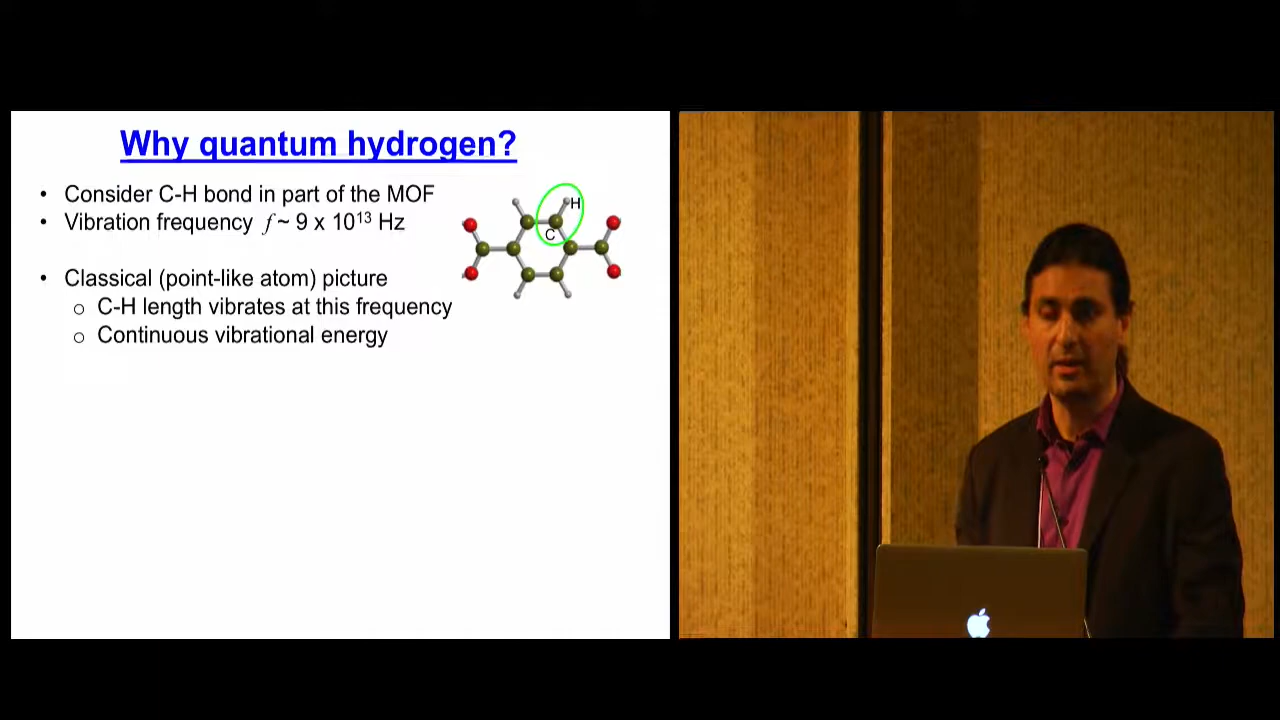 Why quantum hydrogen?
• Consider C-H bond in part of the MOF
• Vibration frequency f ~ 9 x 10¹³ Hz
• Classical (point-like atom) picture
o C-H length vibrates at this frequency
o Continuous vibrational energy
H
C